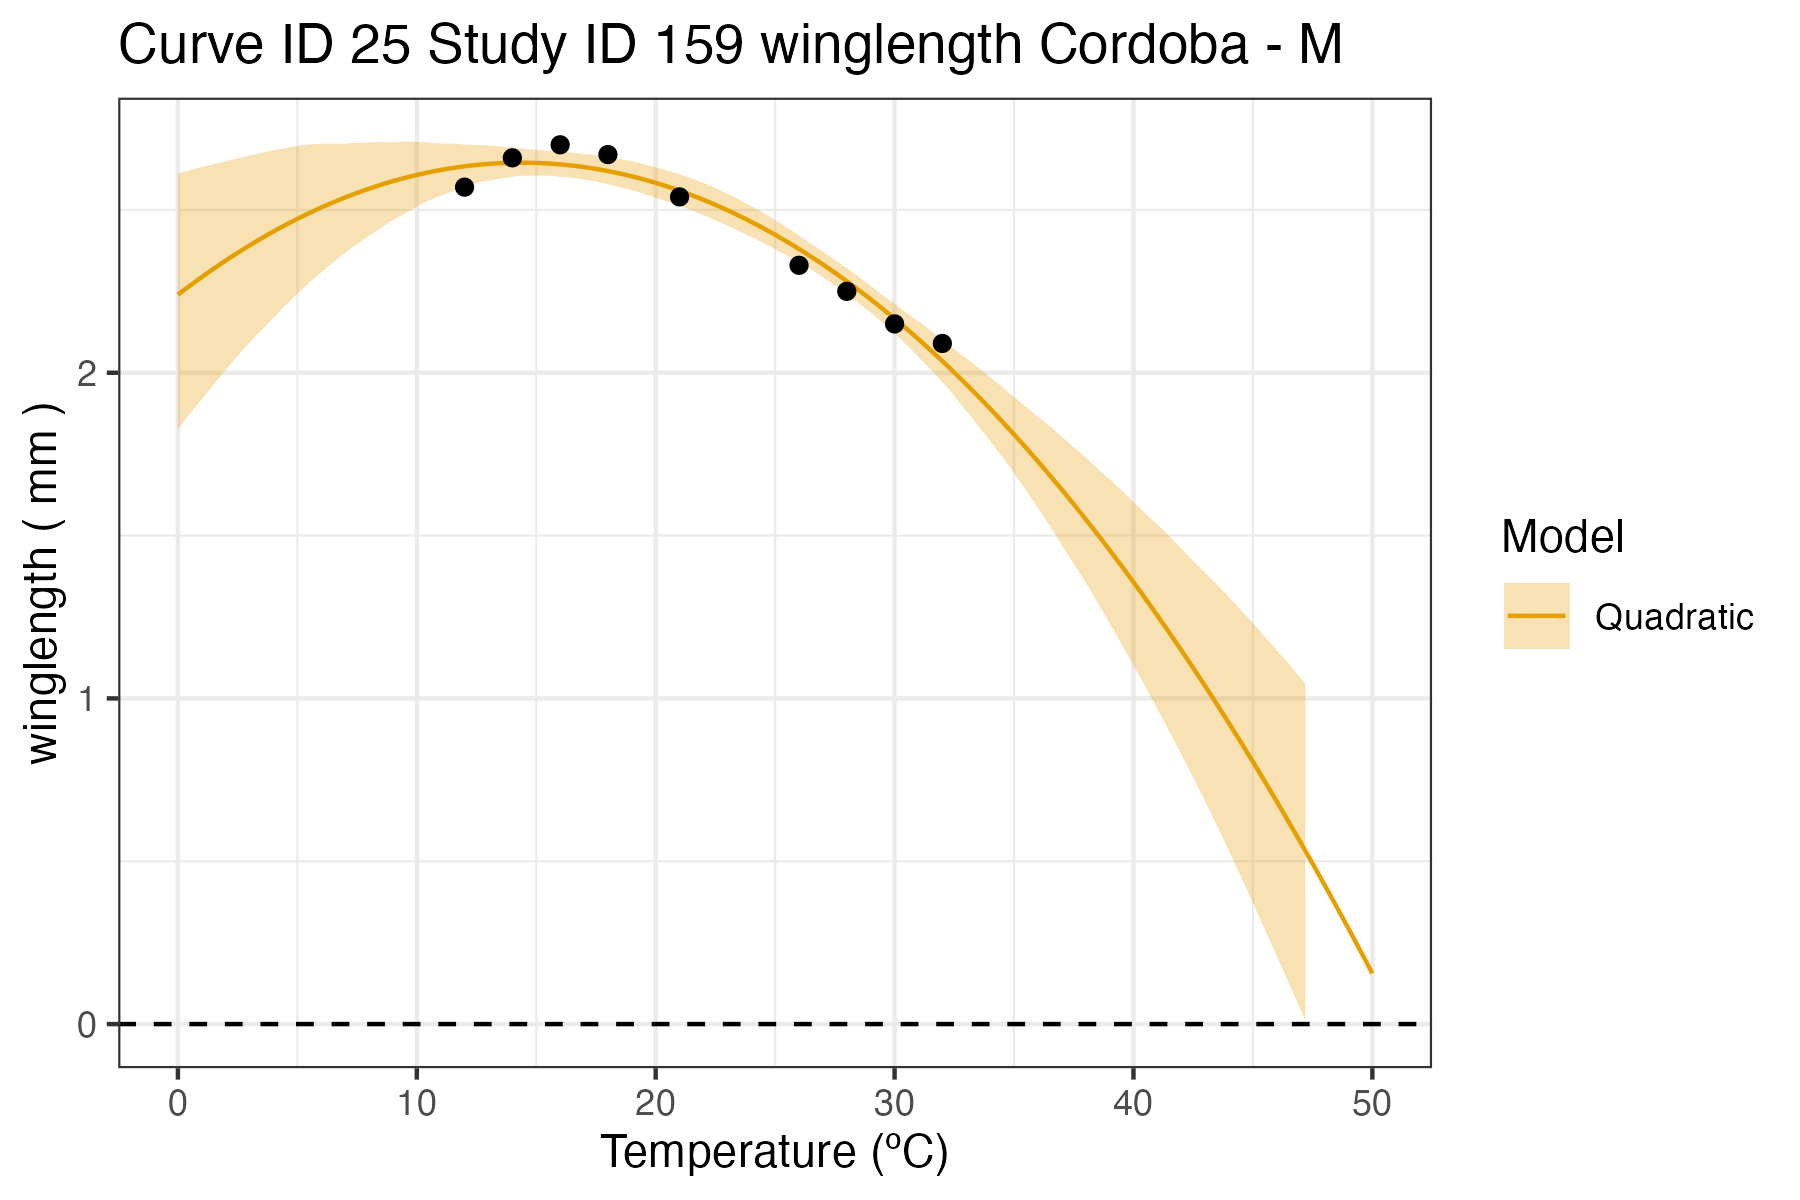 Curve ID 25 Study ID 159 winglength Cordoba - M
winglength ( mm )
2
1
0
0 10 20 30 40 50
Temperature (ºC)
Model
Quadratic